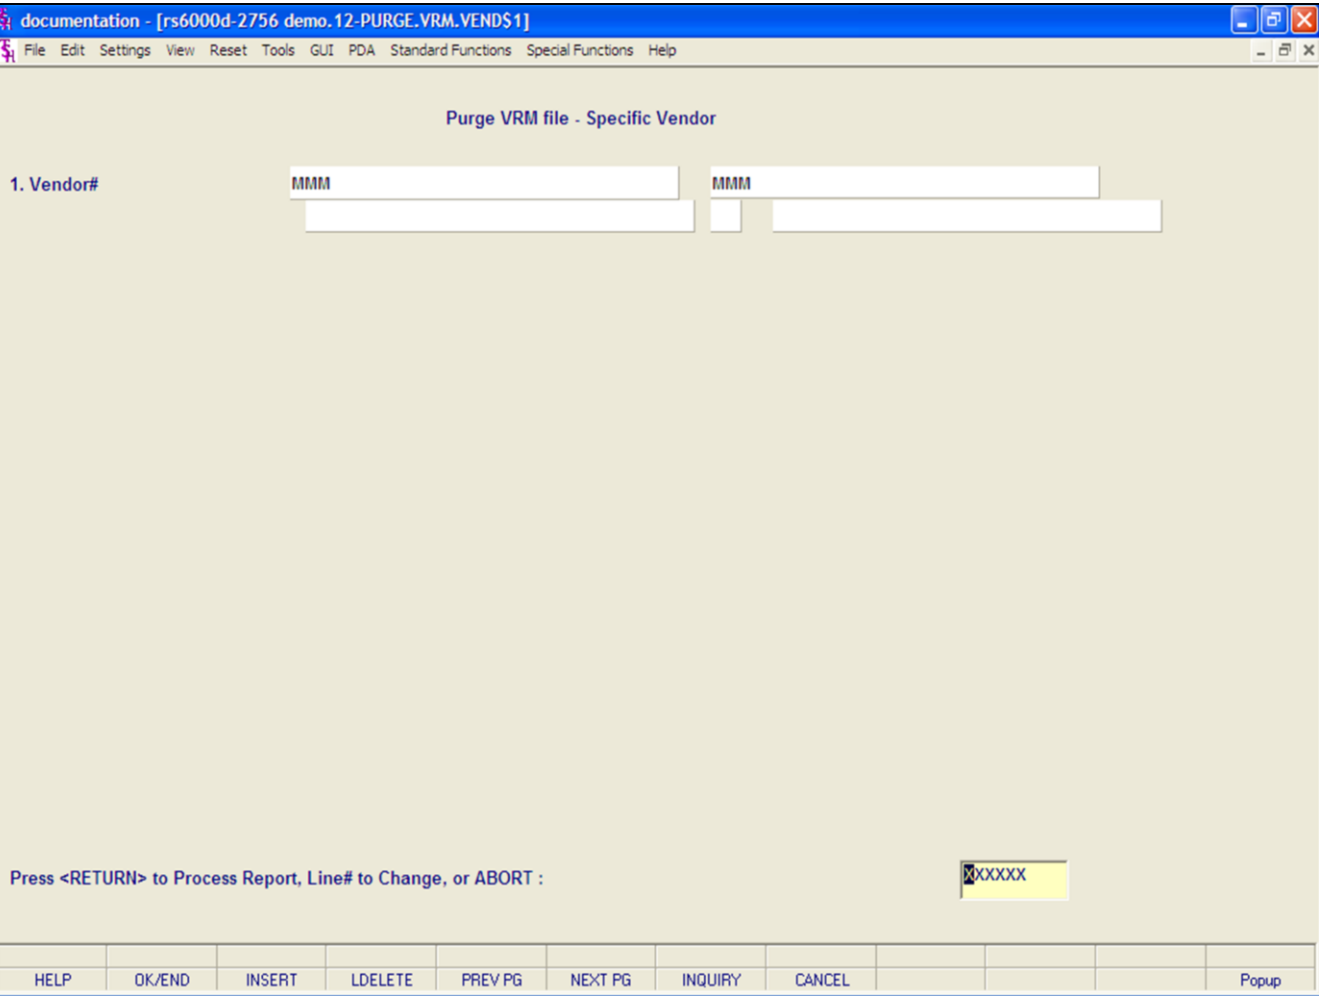 documentation - [rs6000d-2756 demo.12-PURGE.VRM.VEND$1]
File Edit Settings View Reset Tools GUI PDA Standard Functions Special Functions Help
Purge VRM file - Specific Vendor
1. Vendor# MMM MMM
Press <RETURN> to Process Report, Line# to Change, or ABORT : XXXXXX
HELP OK/END INSERT LDELETE PREV PG NEXT PG INQUIRY CANCEL Popup